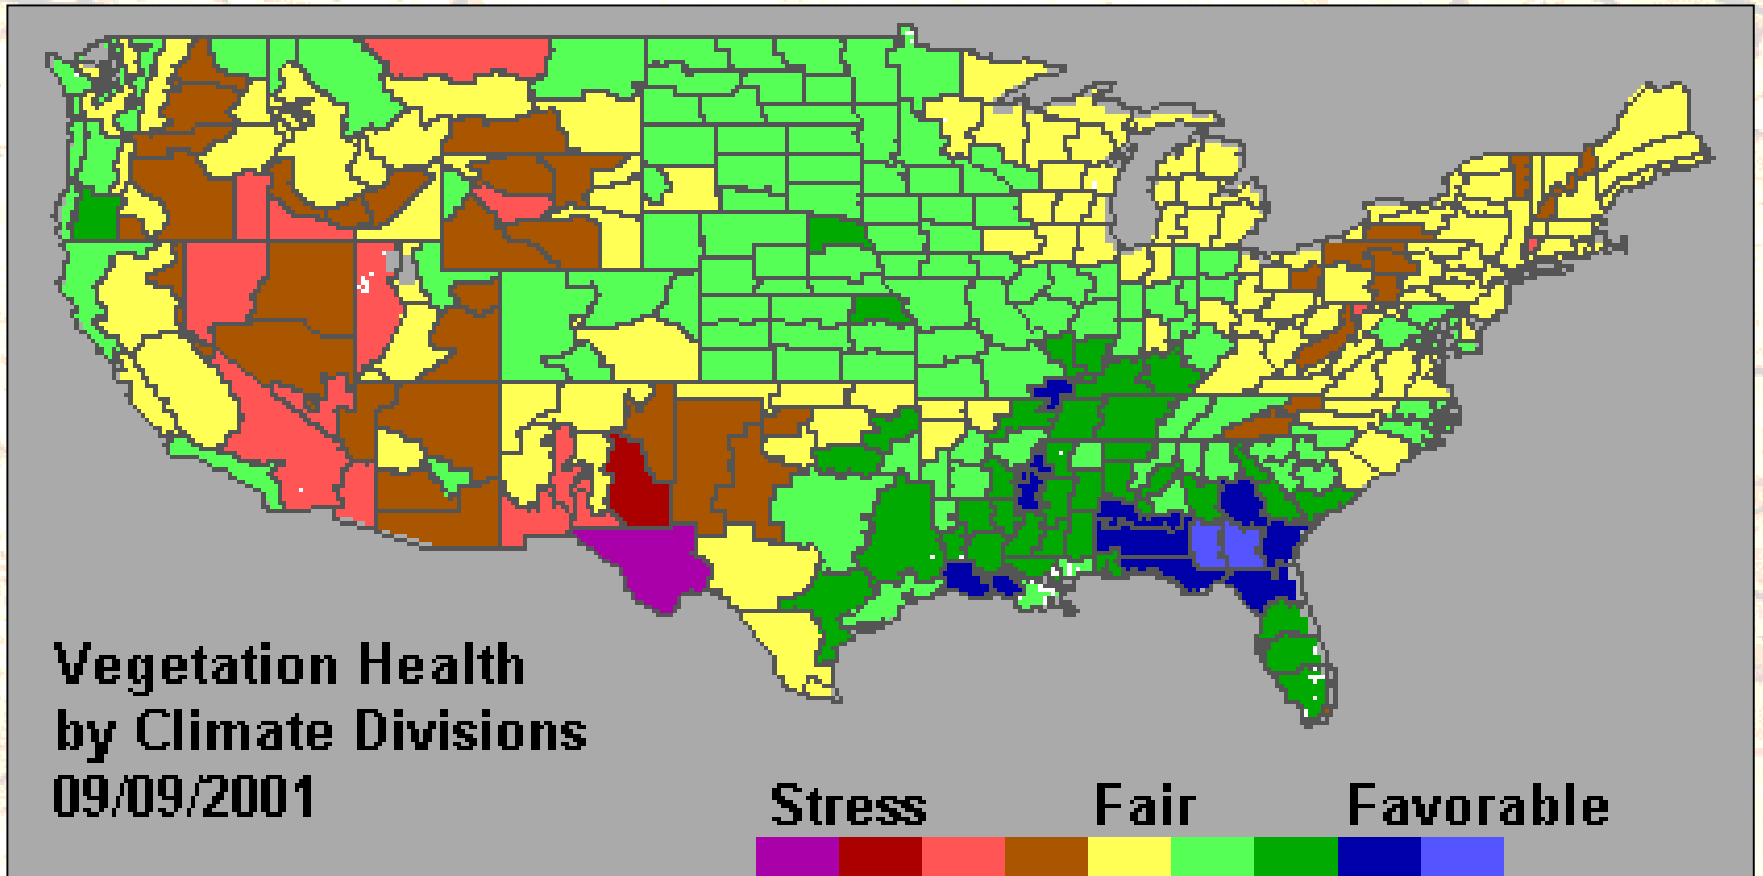 Vegetation Health
by Climate Divisions
09/09/2001
Stress Fair Favorable